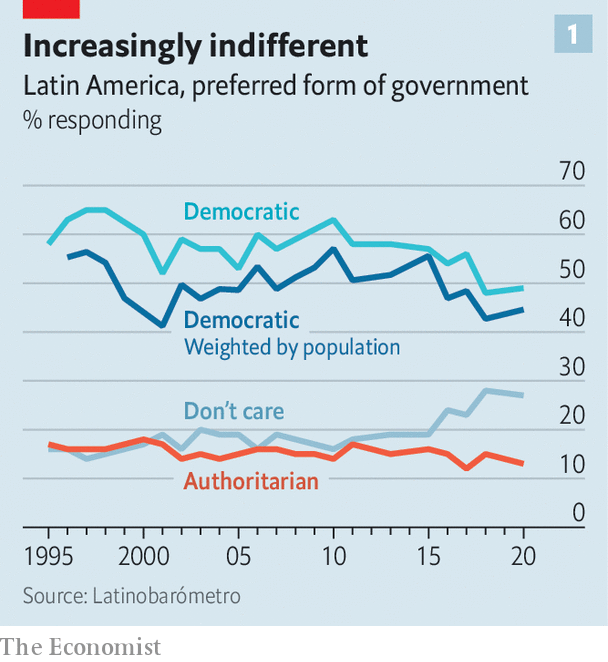 Increasingly indifferent
1
Latin America, preferred form of government
% responding
70
Democratic
60
50
Democratic
40
Weighted by population
30
Don't care
20
Authoritarian
10
0
1995 2000 05 10 15 20
Source: Latinobarómetro
The Economist